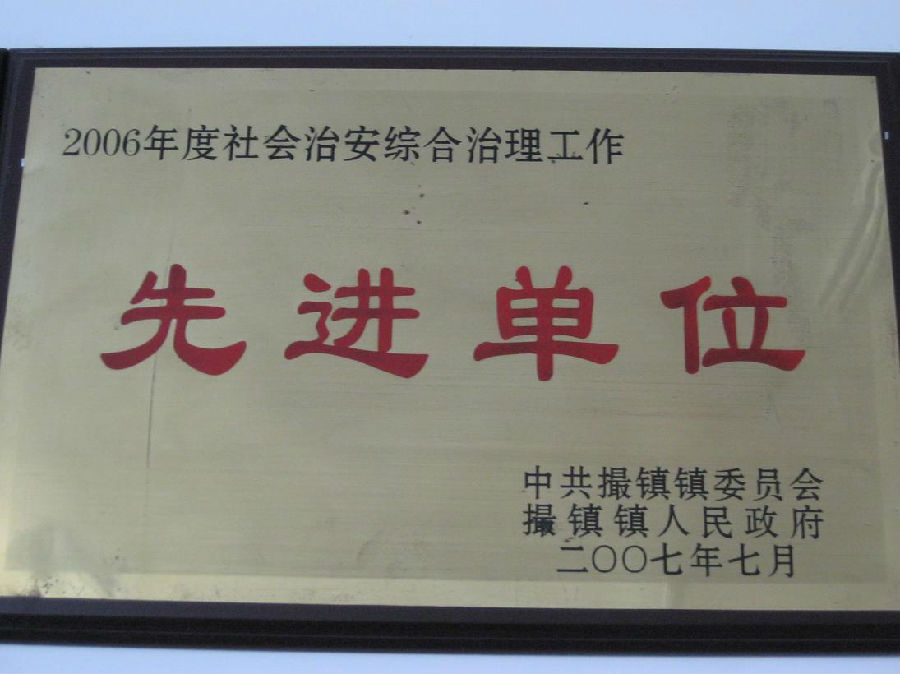 2006年度社会治安综合治理工作
先进单位
中共撮镇镇委员会
撮镇镇人民政府
二〇〇七年七月